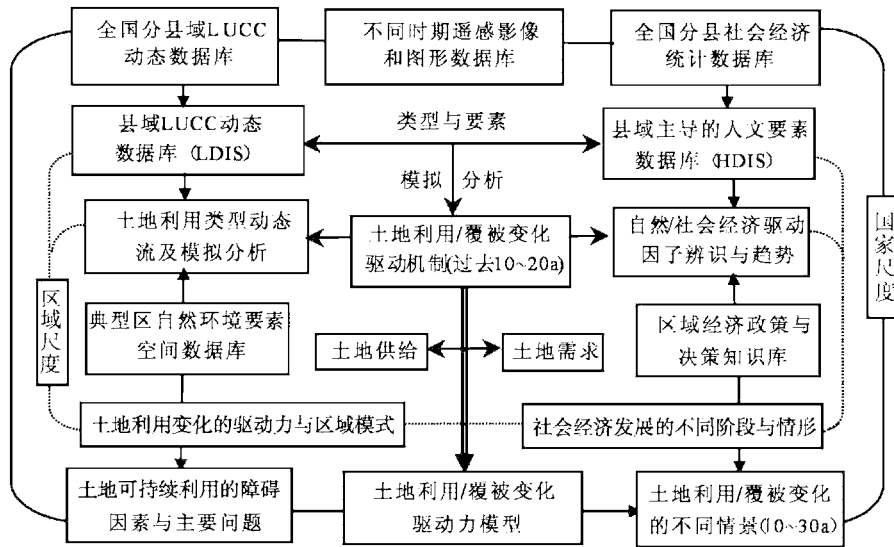 全国分县域LUCC
动态数据库
不同时期遥感影像
和图形数据库
全国分县社会经济
统计数据库
县域LUCC动态
数据库 (LDIS)
类型与要素
县域主导的人文要素
数据库 (HDIS)
模拟 分析
土地利用类型动态
流及模拟分析
土地利用/覆被变化
驱动机制(过去10~20a)
自然/社会经济驱动
因子辨识与趋势
国家尺度
区域尺度
典型区自然环境要素
空间数据库
土地供给
土地需求
区域经济政策与
决策知识库
土地利用变化的驱动力与区域模式
社会经济发展的不同阶段与情形
土地可持续利用的障碍
因素与主要问题
土地利用/覆被变化
驱动力模型
土地利用/覆被变化
的不同情景(10~30a)